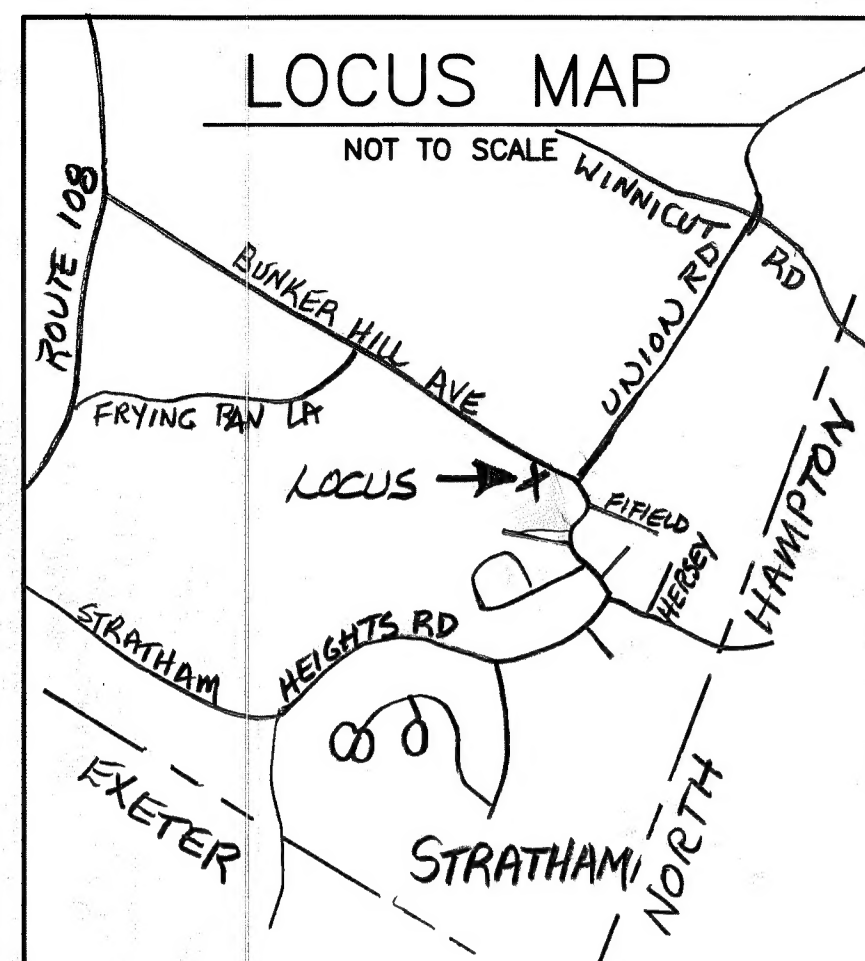 LOCUS MAP
NOT TO SCALE
WINNICUT RD
ROUTE 108
BUNKER HILL AVE
UNION RD
FRYING PAN LA
LOCUS
FIFIELD
HERSEY
STRATHAM HEIGHTS RD
EXETER
STRATHAM
NORTH HAMPTON